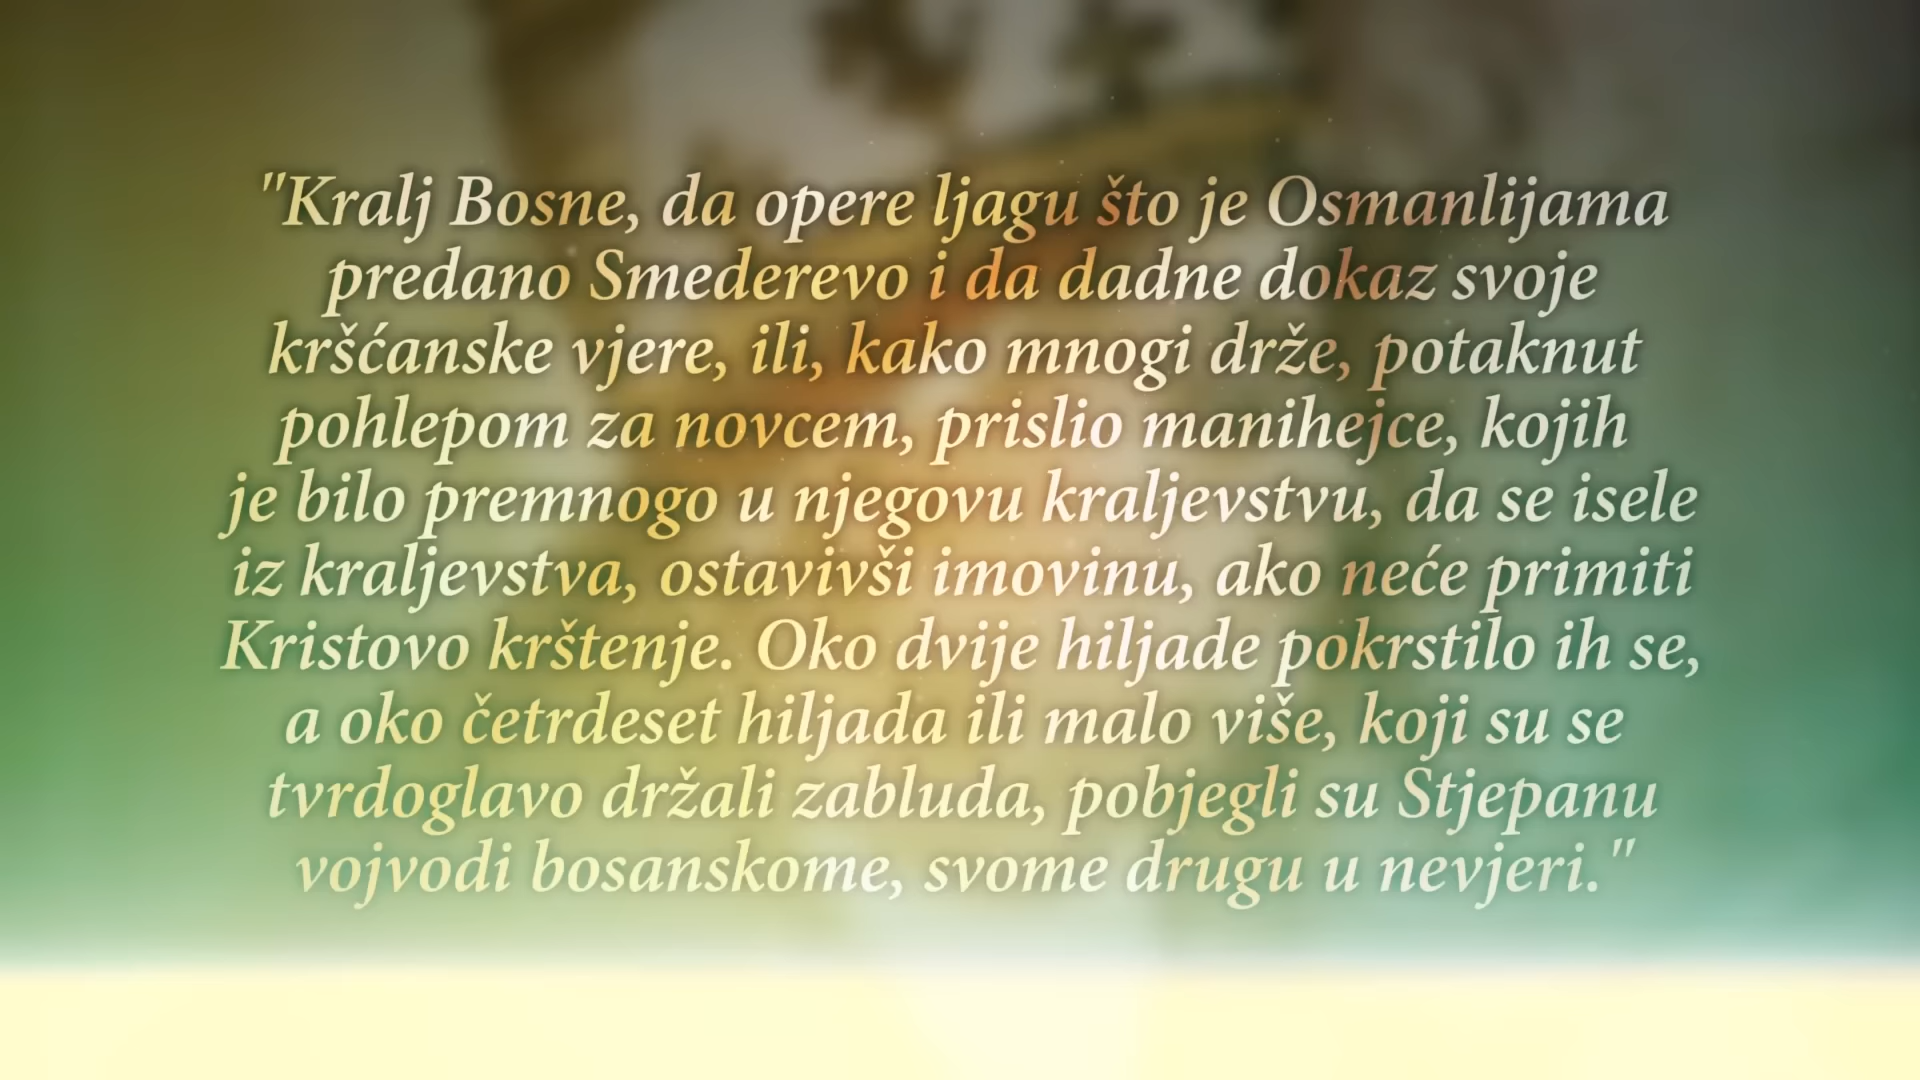 "Kralj Bosne, da opere ljagu što je Osmanlijama
predano Smederevo i da dadne dokaz svoje
kršćanske vjere, ili, kako mnogi drže, potaknut
pohlepom za novcem, prislio manihejce, kojih
je bilo premnogo u njegovu kraljevstvu, da se isele
iz kraljevstva, ostavivši imovinu, ako neće primiti
Kristovo krštenje. Oko dvije hiljade pokrstilo ih se,
a oko četrdeset hiljada ili malo više, koji su se
tvrdoglavo držali zabluda, pobjegli su Stjepanu
vojvodi bosanskome, svome drugu u nevjeri."